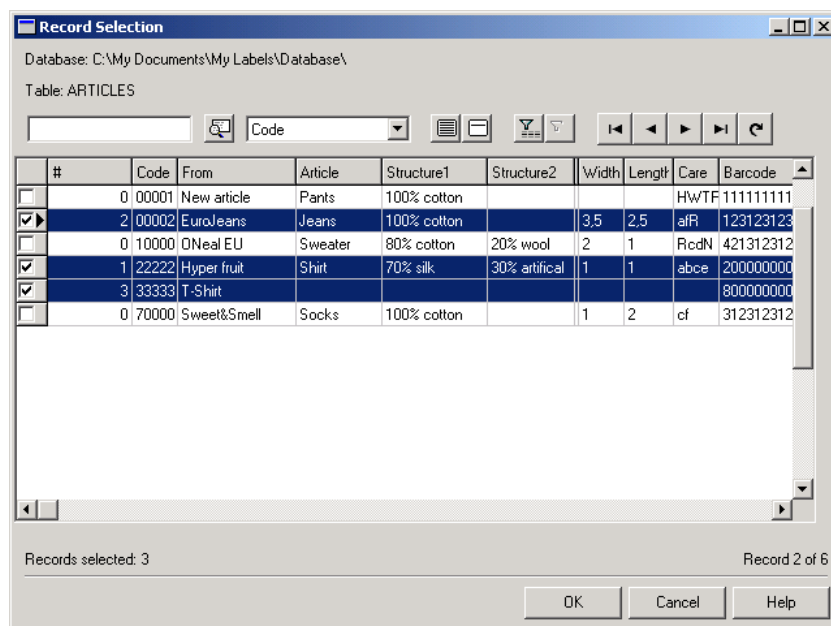 Record Selection
Database: C:\My Documents\My Labels\Database\
Table: ARTICLES
Code
# Code From Article Structure1 Structure2 Width Length Care Barcode
0 00001 New article Pants 100% cotton HWTF 111111111
2 00002 EuroJeans Jeans 100% cotton 3,5 2,5 afR 123123123
0 10000 ONeal EU Sweater 80% cotton 20% wool 2 1 RcdN 421312312
1 22222 Hyper fruit Shirt 70% silk 30% artifical 1 1 abce 200000000
3 33333 T-Shirt 800000000
0 70000 Sweet&Smell Socks 100% cotton 1 2 cf 312312312
Records selected: 3 Record 2 of 6
OK Cancel Help